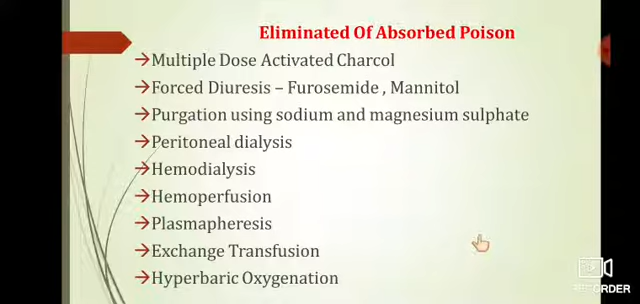 Eliminated Of Absorbed Poison
→Multiple Dose Activated Charcol
→Forced Diuresis – Furosemide , Mannitol
→Purgation using sodium and magnesium sulphate
→Peritoneal dialysis
→Hemodialysis
→Hemoperfusion
→Plasmapheresis
→Exchange Transfusion
→Hyperbaric Oxygenation
RECORDER